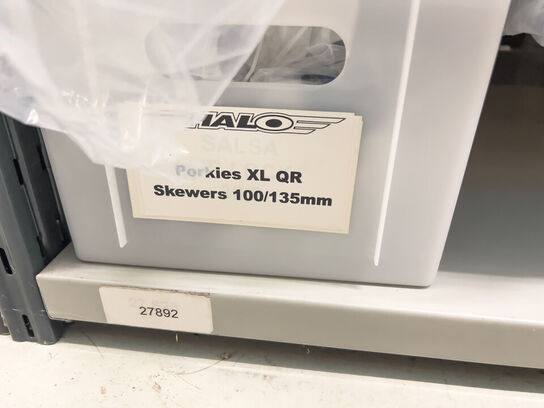 HALO
SALSA
Porkies XL QR
Skewers 100/135mm
27892